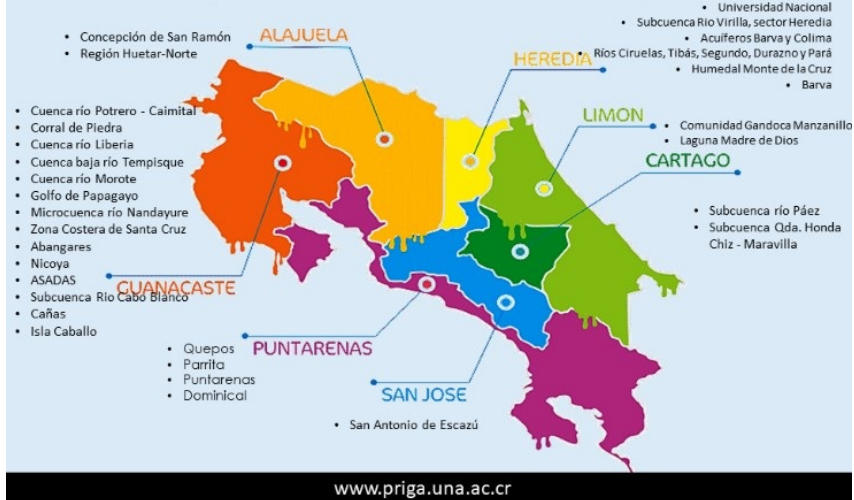 • Concepción de San Ramón
• Región Huetar-Norte
ALAJUELA
• Universidad Nacional
• Subcuenca Rio Virilla, sector Heredia
• Acuíferos Barva y Colima
• Ríos Ciruelas, Tibás, Segundo, Durazno y Pará
• Humedal Monte de la Cruz
• Barva
HEREDIA
LIMON
• Comunidad Gandoca Manzanillo
• Laguna Madre de Dios
CARTAGO
• Subcuenca río Páez
• Subcuenca Qda. Honda
Chiz - Maravilla
• Cuenca río Potrero - Caimital
• Corral de Piedra
• Cuenca río Liberia
• Cuenca baja río Tempisque
• Cuenca río Morote
• Golfo de Papagayo
• Microcuenca río Nandayure
• Zona Costera de Santa Cruz
• Abangares
• Nicoya
• ASADAS
• Subcuenca Río Cabo Blanco
• Cañas
• Isla Caballo
GUANACASTE
PUNTARENAS
• Quepos
• Parrita
• Puntarenas
• Dominical
SAN JOSE
• San Antonio de Escazú
www.priga.una.ac.cr